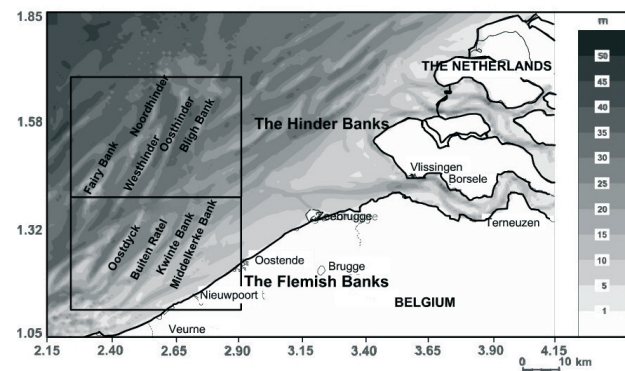 1.85
1.58
1.32
1.05
2.15 2.40 2.65 2.90 3.15 3.40 3.65 3.90 4.15
THE NETHERLANDS
The Hinder Banks
Fairy Bank
Noordhinder
Westhinder
Oosthinder
Bligh Bank
Vlissingen
Borsele
Terneuzen
Zeebrugge
Oostdyck
Buiten Ratel
Kwinte Bank
Middelkerke Bank
Oostende
Brugge
The Flemish Banks
Nieuwpoort
BELGIUM
Veurne
m
50
45
40
35
30
25
20
15
10
5
1
0 10 km